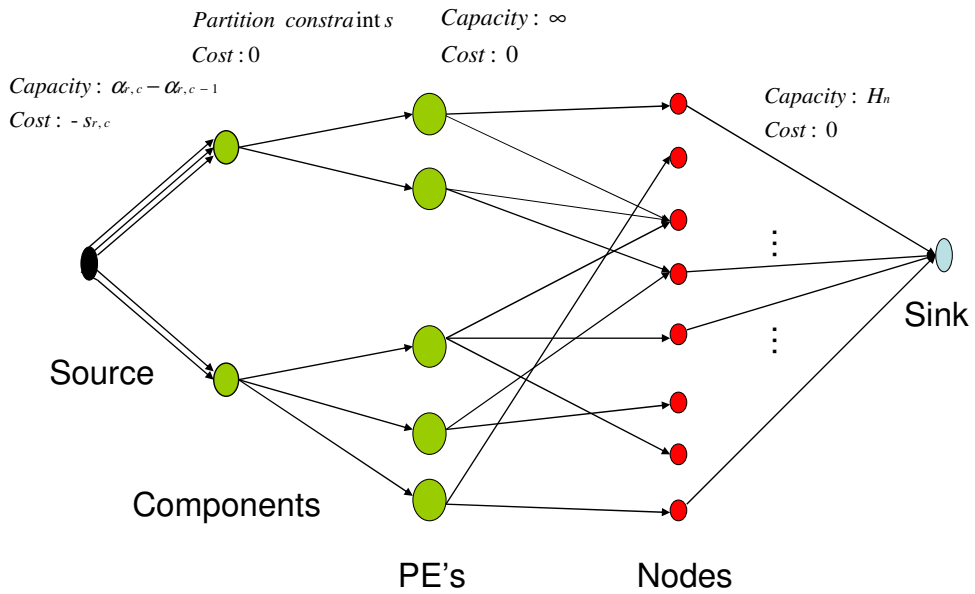 Partition constraint s
Cost : 0
Capacity : ∞
Cost : 0
Capacity : α_{r,c} − α_{r,c−1}
Cost : - s_{r,c}
Capacity : H_n
Cost : 0
⋮
⋮
Sink
Source
Components
PE's
Nodes